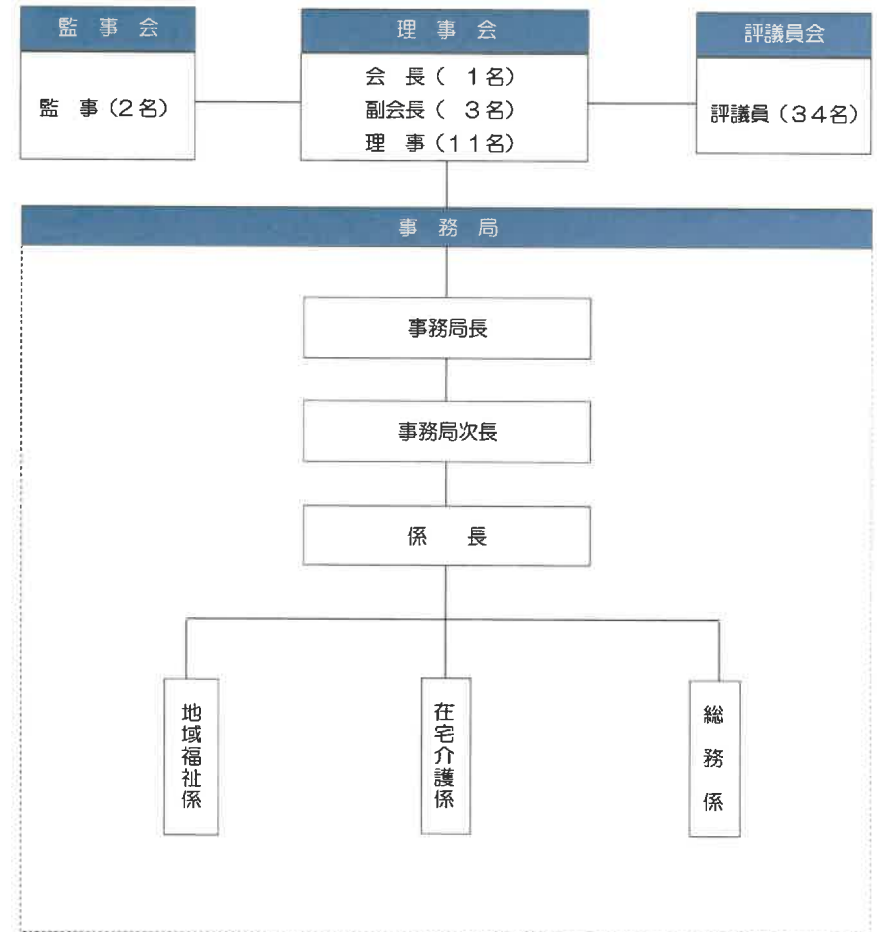 監 事 会
監 事（2名）
理 事 会
会 長（ 1名）
副会長（ 3名）
理 事（11名）
評議員会
評議員（34名）
事 務 局
事務局長
事務局次長
係 長
地域福祉係
在宅介護係
総務係